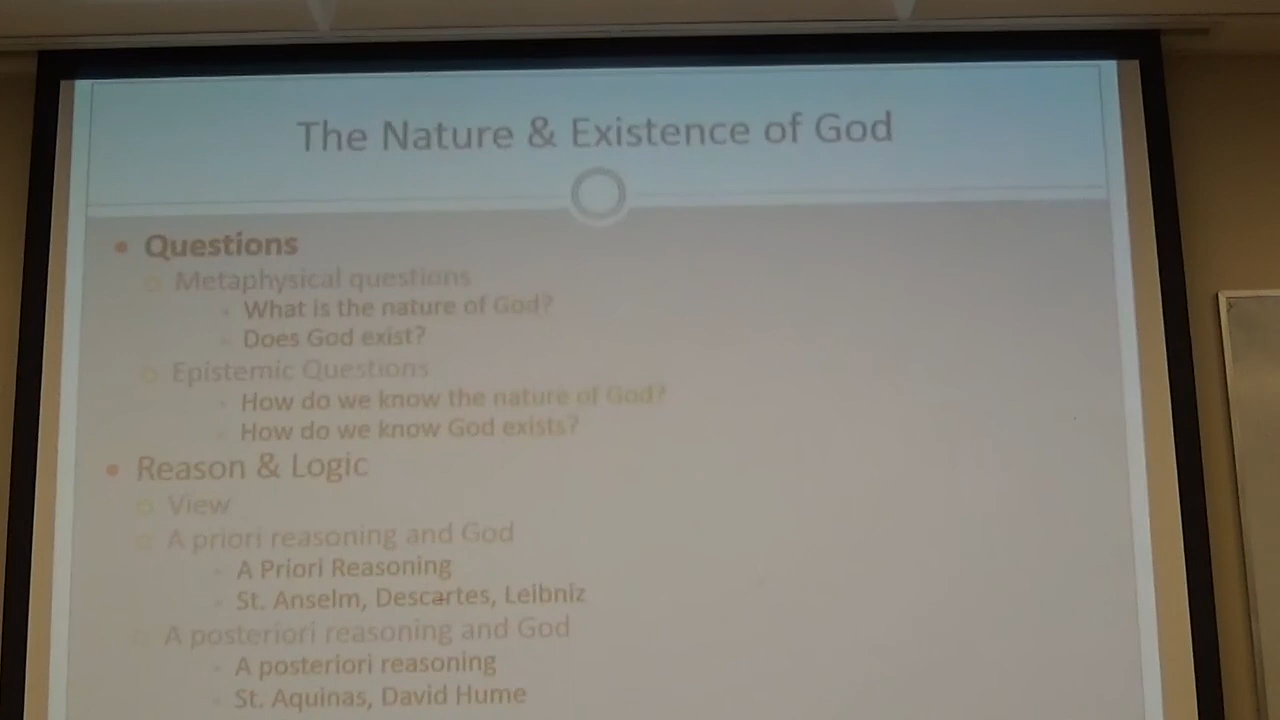 The Nature & Existence of God
Questions
Metaphysical questions
What is the nature of God?
Does God exist?
Epistemic Questions
How do we know the nature of God?
How do we know God exists?
Reason & Logic
View
A priori reasoning and God
A Priori Reasoning
St. Anselm, Descartes, Leibniz
A posteriori reasoning and God
A posteriori reasoning
St. Aquinas, David Hume